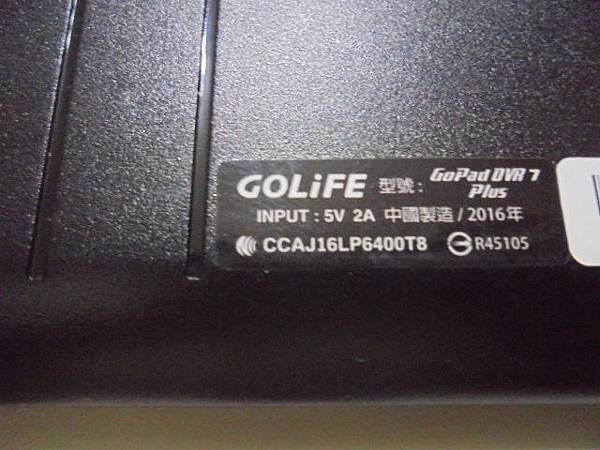 GOLiFE 型號：GoPad DVR 7 Plus
INPUT : 5V 2A 中國製造/2016年
CCAJ16LP6400T8 R45105